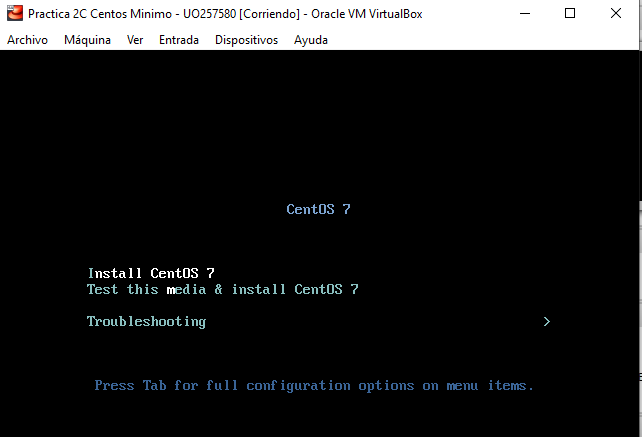 Practica 2C Centos Minimo - UO257580 [Corriendo] - Oracle VM VirtualBox
Archivo Máquina Ver Entrada Dispositivos Ayuda
CentOS 7
Install CentOS 7
Test this media & install CentOS 7
Troubleshooting >
Press Tab for full configuration options on menu items.